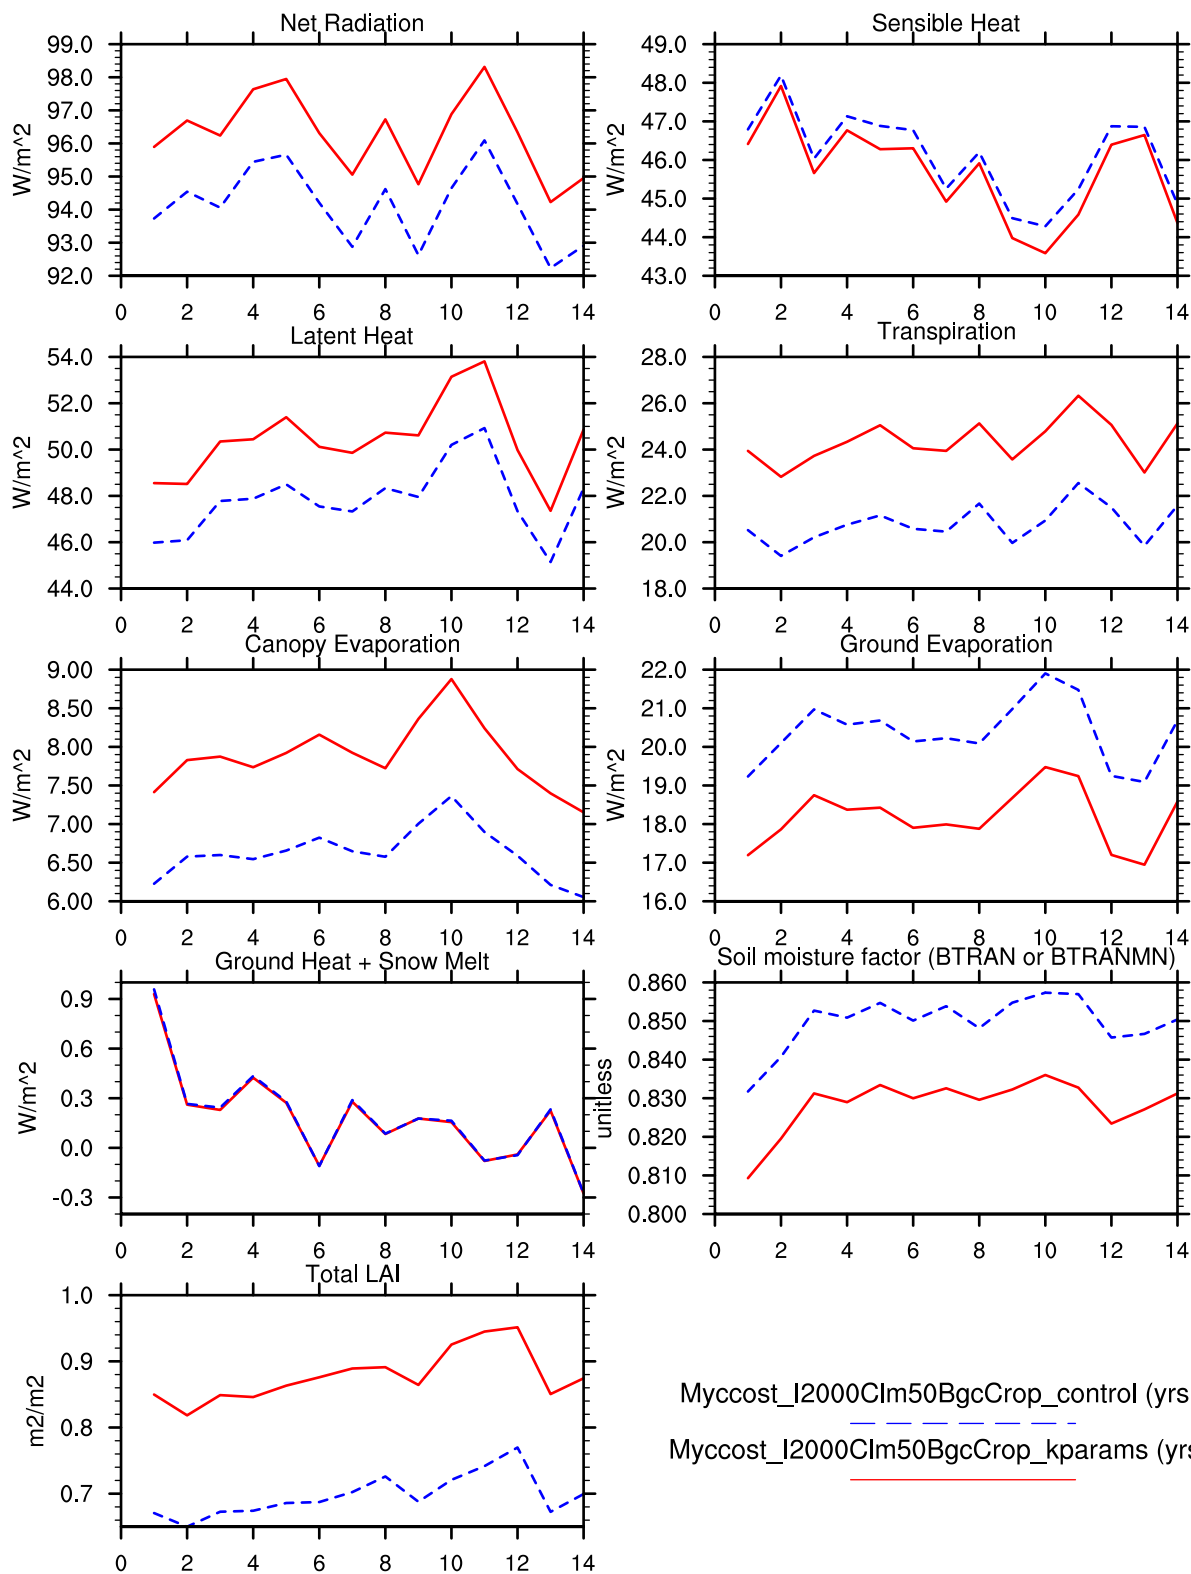 Net Radiation
W/m^2
99.0
98.0
97.0
96.0
95.0
94.0
93.0
92.0
0 2 4 6 8 10 12 14
Sensible Heat
W/m^2
49.0
48.0
47.0
46.0
45.0
44.0
43.0
0 2 4 6 8 10 12 14
Latent Heat
W/m^2
54.0
52.0
50.0
48.0
46.0
44.0
0 2 4 6 8 10 12 14
Transpiration
W/m^2
28.0
26.0
24.0
22.0
20.0
18.0
0 2 4 6 8 10 12 14
Canopy Evaporation
W/m^2
9.00
8.50
8.00
7.50
7.00
6.50
6.00
0 2 4 6 8 10 12 14
Ground Evaporation
W/m^2
22.0
21.0
20.0
19.0
18.0
17.0
16.0
0 2 4 6 8 10 12 14
Ground Heat + Snow Melt
W/m^2
0.9
0.6
0.3
0.0
-0.3
0 2 4 6 8 10 12 14
Soil moisture factor (BTRAN or BTRANMN)
unitless
0.860
0.850
0.840
0.830
0.820
0.810
0.800
0 2 4 6 8 10 12 14
Total LAI
m2/m2
1.0
0.9
0.8
0.7
0 2 4 6 8 10 12 14
Myccost_I2000Clm50BgcCrop_control (yrs
Myccost_I2000Clm50BgcCrop_kparams (yrs